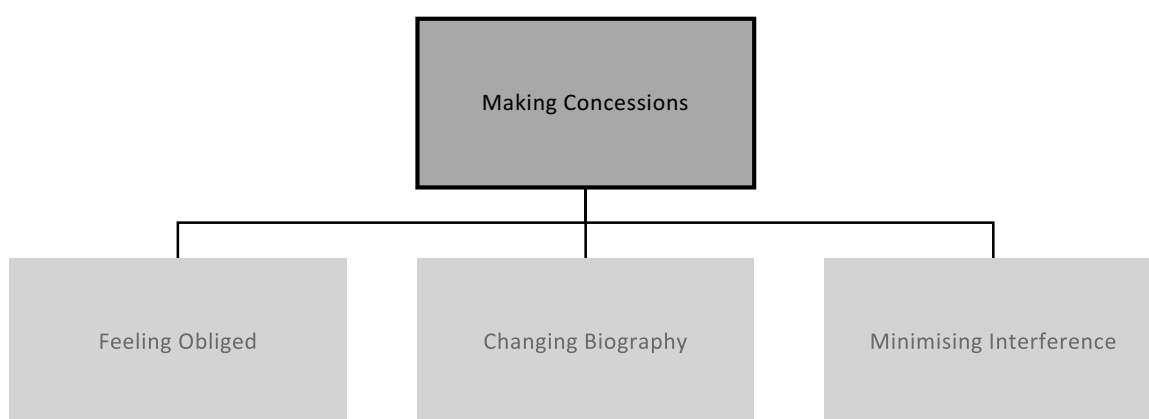 Making Concessions
Feeling Obliged
Changing Biography
Minimising Interference